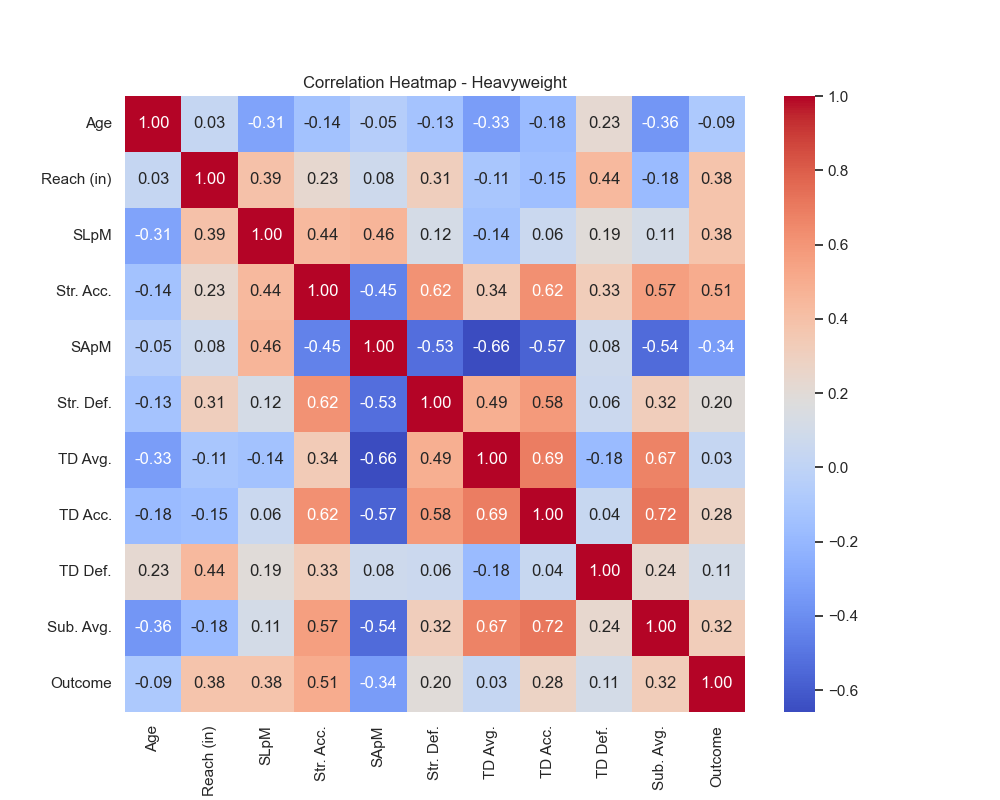 Correlation Heatmap - Heavyweight
Age 1.00 0.03 -0.31 -0.14 -0.05 -0.13 -0.33 -0.18 0.23 -0.36 -0.09
Reach (in) 0.03 1.00 0.39 0.23 0.08 0.31 -0.11 -0.15 0.44 -0.18 0.38
SLpM -0.31 0.39 1.00 0.44 0.46 0.12 -0.14 0.06 0.19 0.11 0.38
Str. Acc. -0.14 0.23 0.44 1.00 -0.45 0.62 0.34 0.62 0.33 0.57 0.51
SApM -0.05 0.08 0.46 -0.45 1.00 -0.53 -0.66 -0.57 0.08 -0.54 -0.34
Str. Def. -0.13 0.31 0.12 0.62 -0.53 1.00 0.49 0.58 0.06 0.32 0.20
TD Avg. -0.33 -0.11 -0.14 0.34 -0.66 0.49 1.00 0.69 -0.18 0.67 0.03
TD Acc. -0.18 -0.15 0.06 0.62 -0.57 0.58 0.69 1.00 0.04 0.72 0.28
TD Def. 0.23 0.44 0.19 0.33 0.08 0.06 -0.18 0.04 1.00 0.24 0.11
Sub. Avg. -0.36 -0.18 0.11 0.57 -0.54 0.32 0.67 0.72 0.24 1.00 0.32
Outcome -0.09 0.38 0.38 0.51 -0.34 0.20 0.03 0.28 0.11 0.32 1.00
Age Reach (in) SLpM Str. Acc. SApM Str. Def. TD Avg. TD Acc. TD Def. Sub. Avg. Outcome
1.0
0.8
0.6
0.4
0.2
0.0
−0.2
−0.4
−0.6